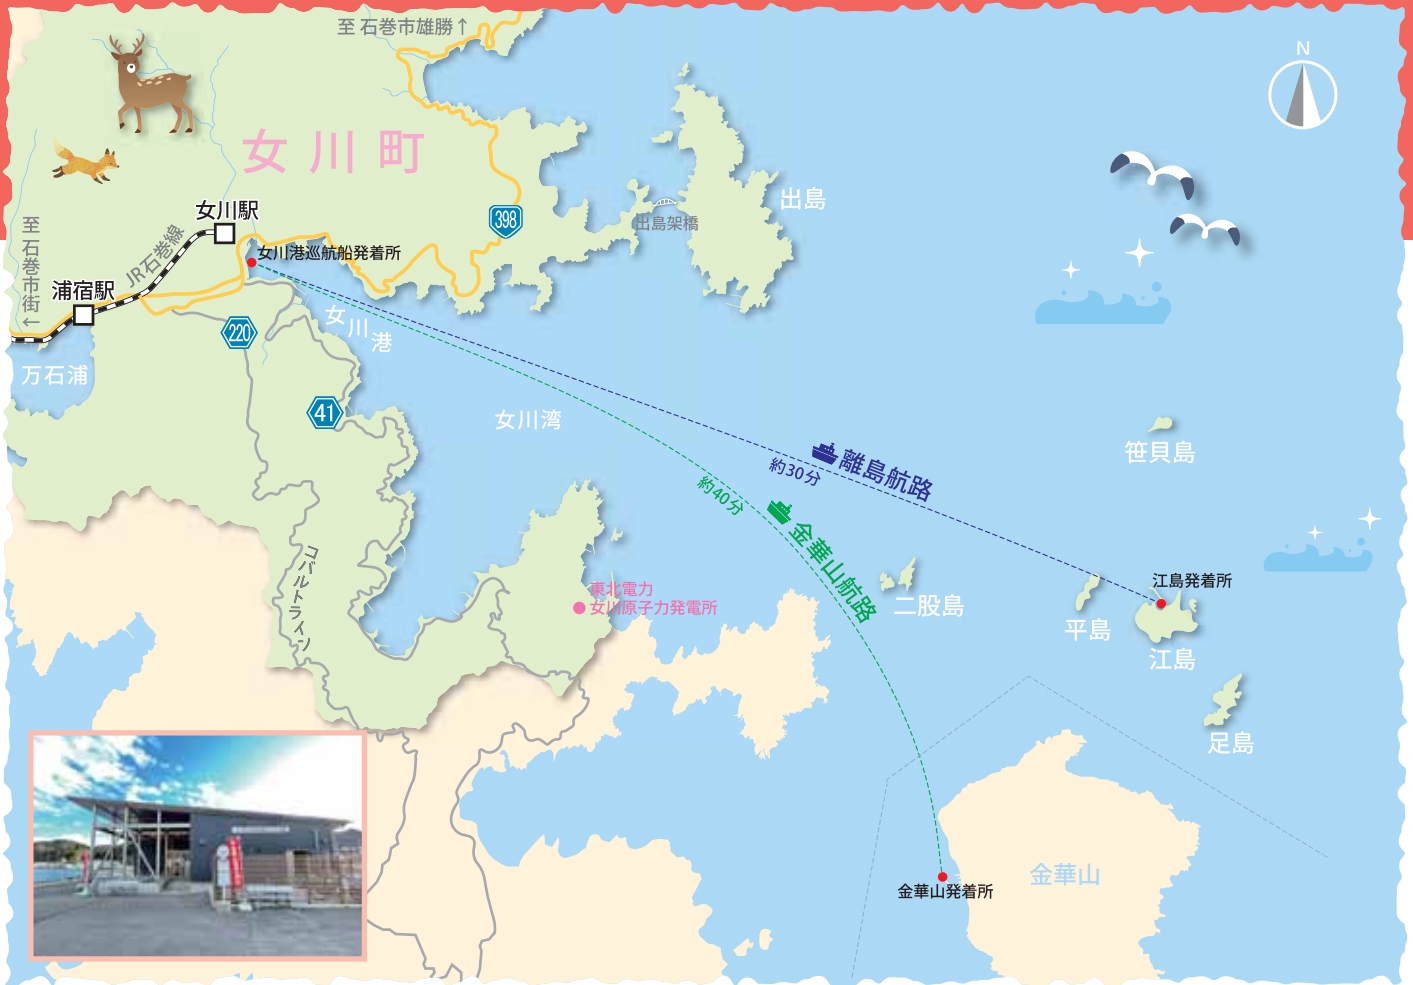 至 石巻市雄勝↑
N
女川町
出島
女川駅
398
出島架橋
至 石巻市街↓
JR石巻線
女川港巡航船発着所
浦宿駅
女川港
220
万石浦
41
女川湾
笹貝島
離島航路
約30分
約40分
金華山航路
コバルトライン
東北電力
女川原子力発電所
江島発着所
二股島
平島
江島
足島
金華山
金華山発着所